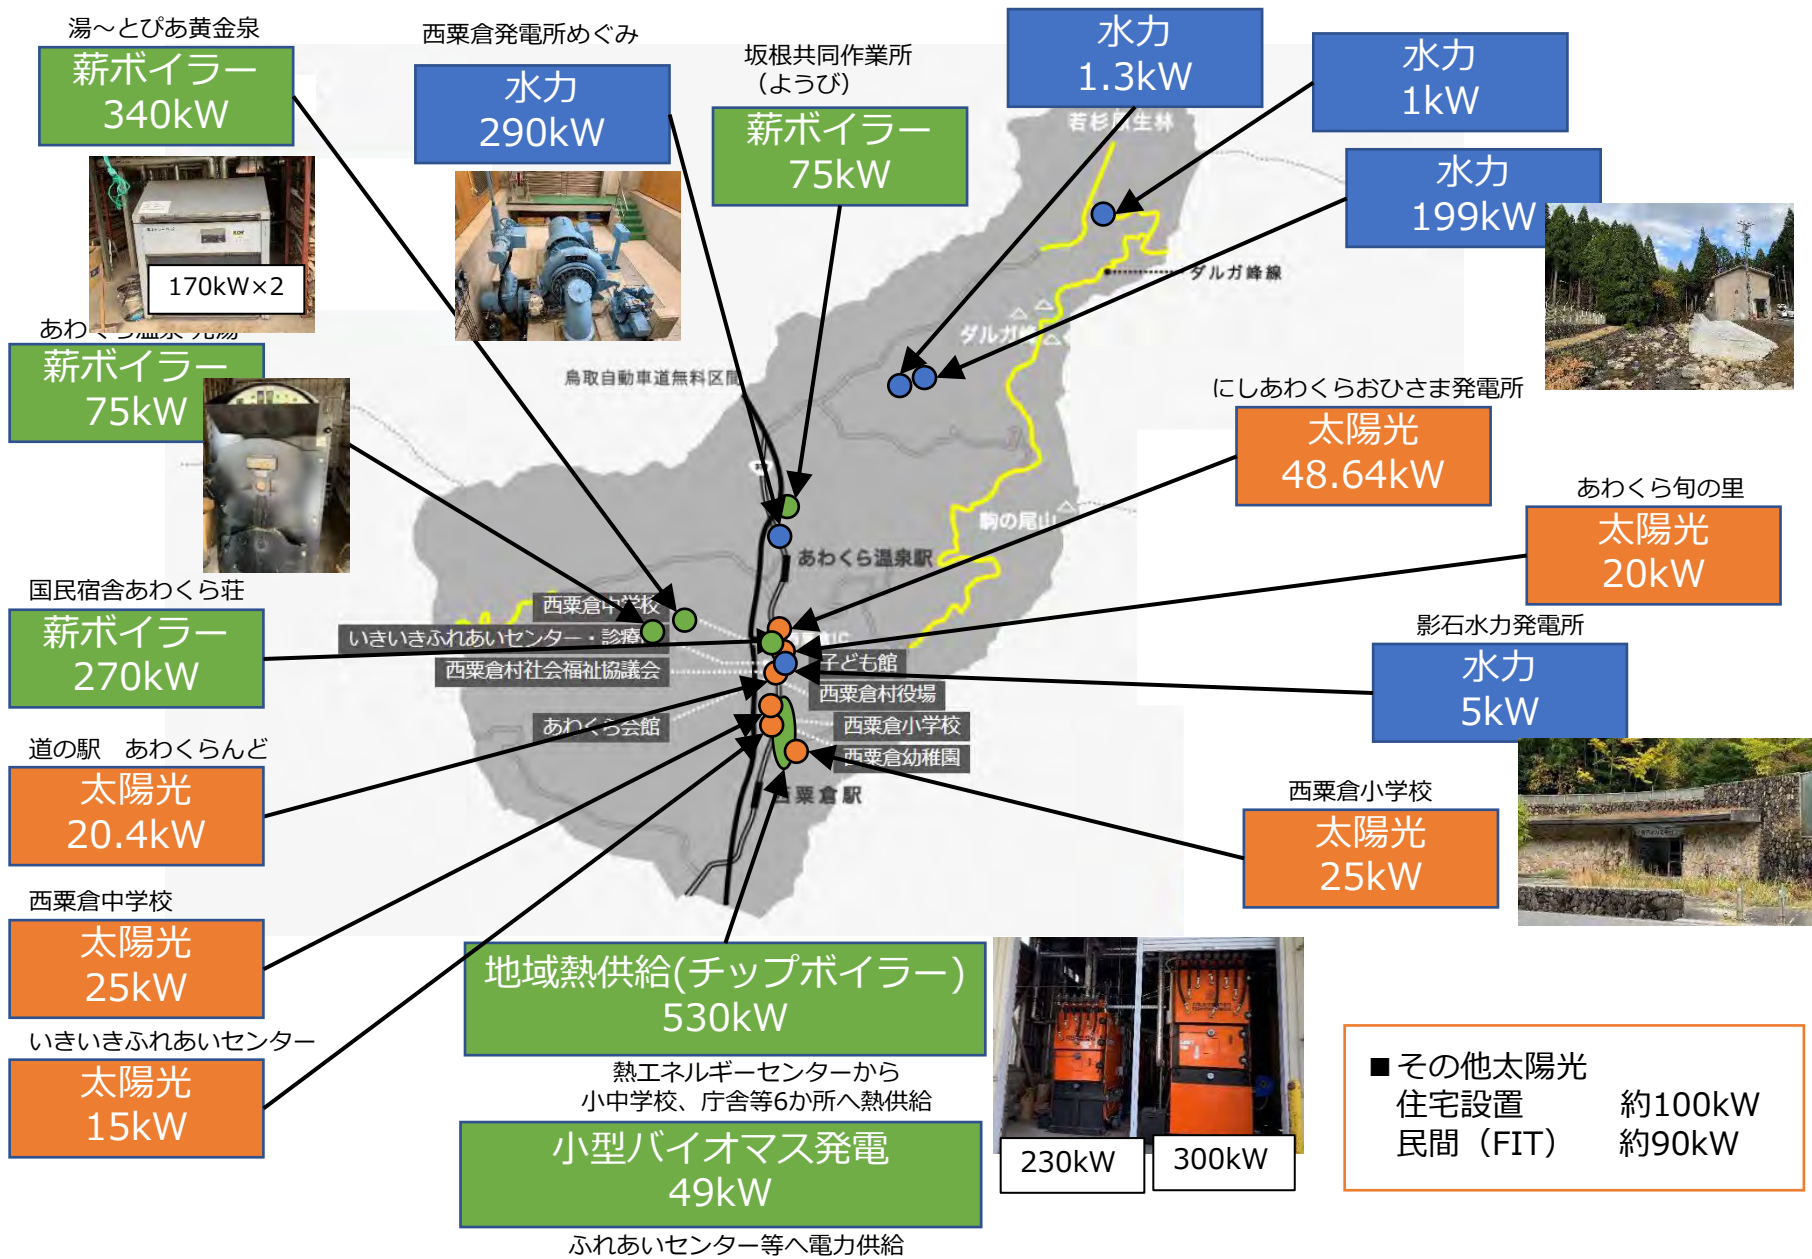 湯～とぴあ黄金泉
薪ボイラー
340kW
170kW×2
西粟倉発電所めぐみ
水力
290kW
坂根共同作業所
（ようび）
薪ボイラー
75kW
水力
1.3kW
水力
1kW
水力
199kW
若杉原生林
ダルガ峰線
ダルガ峰
鳥取自動車道無料区間
駒の尾山
あわくら温泉駅
あわくら温泉 元湯
薪ボイラー
75kW
にしあわくらおひさま発電所
太陽光
48.64kW
あわくら旬の里
太陽光
20kW
国民宿舎あわくら荘
薪ボイラー
270kW
影石水力発電所
水力
5kW
西粟倉中学校
いきいきふれあいセンター・診療
西粟倉村社会福祉協議会
あわくら会館
子ども館
西粟倉村役場
西粟倉小学校
西粟倉幼稚園
西粟倉駅
道の駅　あわくらんど
太陽光
20.4kW
西粟倉小学校
太陽光
25kW
西粟倉中学校
太陽光
25kW
いきいきふれあいセンター
太陽光
15kW
地域熱供給(チップボイラー)
530kW
熱エネルギーセンターから
小中学校、庁舎等6か所へ熱供給
小型バイオマス発電
49kW
ふれあいセンター等へ電力供給
230kW
300kW
■その他太陽光
住宅設置　約100kW
民間（FIT）　約90kW